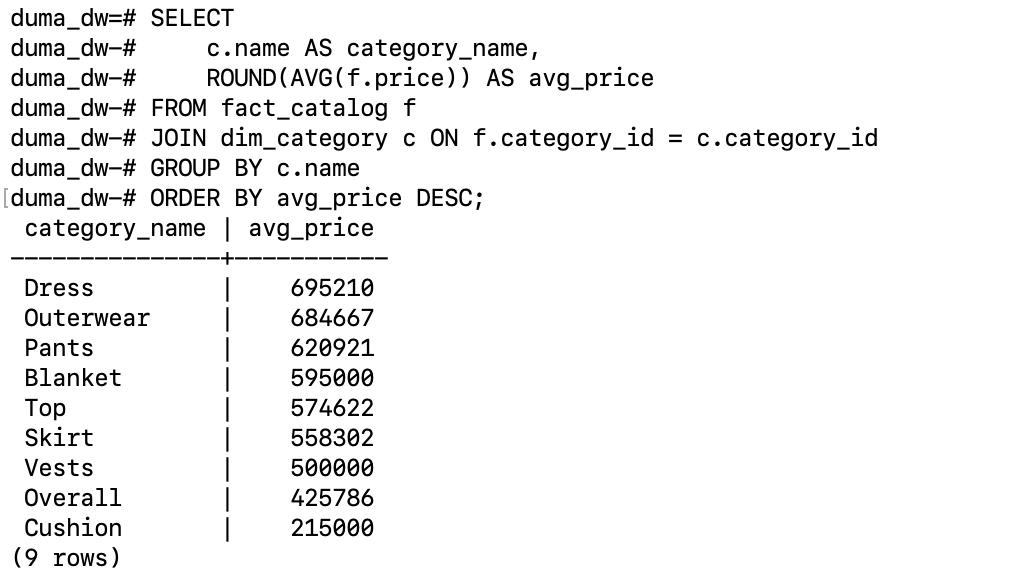 duma_dw=# SELECT
duma_dw-#     c.name AS category_name,
duma_dw-#     ROUND(AVG(f.price)) AS avg_price
duma_dw-# FROM fact_catalog f
duma_dw-# JOIN dim_category c ON f.category_id = c.category_id
duma_dw-# GROUP BY c.name
[duma_dw-# ORDER BY avg_price DESC;
 category_name | avg_price
---------------+-----------
 Dress         |    695210
 Outerwear     |    684667
 Pants         |    620921
 Blanket       |    595000
 Top           |    574622
 Skirt         |    558302
 Vests         |    500000
 Overall       |    425786
 Cushion       |    215000
(9 rows)